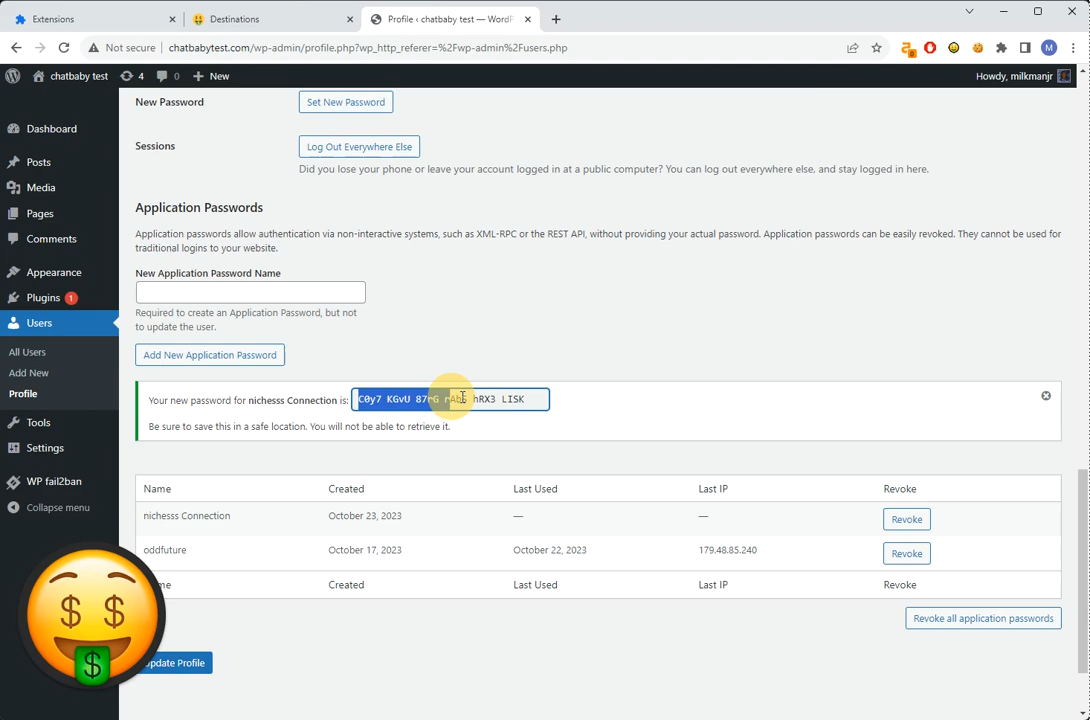 Extensions
Destinations
Profile ‹ chatbaby test — WordPr
Not secure
chatbabytest.com/wp-admin/profile.php?wp_http_referer=%2Fwp-admin%2Fusers.php
M
chatbaby test
4
0
New
Howdy, milkmanjr
Dashboard
Posts
Media
Pages
Comments
Appearance
Plugins 1
Users
All Users
Add New
Profile
Tools
Settings
WP fail2ban
Collapse menu
New Password
Set New Password
Sessions
Log Out Everywhere Else
Did you lose your phone or leave your account logged in at a public computer? You can log out everywhere else, and stay logged in here.
Application Passwords
Application passwords allow authentication via non-interactive systems, such as XML-RPC or the REST API, without providing your actual password. Application passwords can be easily revoked. They cannot be used for
traditional logins to your website.
New Application Password Name
Required to create an Application Password, but not
to update the user.
Add New Application Password
Your new password for nichesss Connection is: C0y7 KGvU 87rG hRX3 LISK
Be sure to save this in a safe location. You will not be able to retrieve it.
Name Created Last Used Last IP Revoke
nichesss Connection October 23, 2023 — — Revoke
oddfuture October 17, 2023 October 22, 2023 179.48.85.240 Revoke
Created Last Used Last IP Revoke
Revoke all application passwords
Update Profile